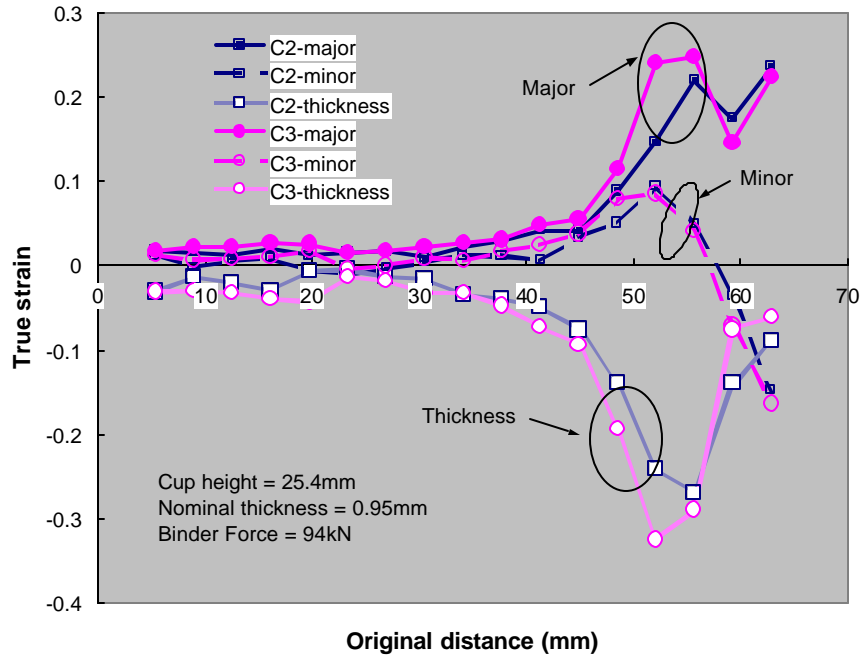 0.3
0.2
0.1
0
-0.1
-0.2
-0.3
-0.4
True strain
C2-major
C2-minor
C2-thickness
C3-major
C3-minor
C3-thickness
Major
Minor
0 10 20 30 40 50 60 70
Thickness
Cup height = 25.4mm
Nominal thickness = 0.95mm
Binder Force = 94kN
Original distance (mm)